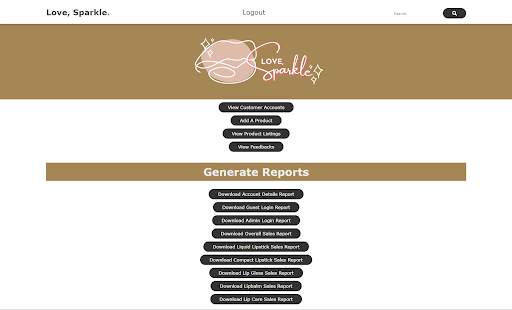 Love, Sparkle. Logout Search..
LOVE,
Sparkle
View Customer Accounts
Add A Product
View Product Listings
View Feedbacks
Generate Reports
Download Account Details Report
Download Guest Login Report
Download Admin Login Report
Download Overall Sales Report
Download Liquid Lipstick Sales Report
Download Compact Lipstick Sales Report
Download Lip Gloss Sales Report
Download Lipbalm Sales Report
Download Lip Care Sales Report